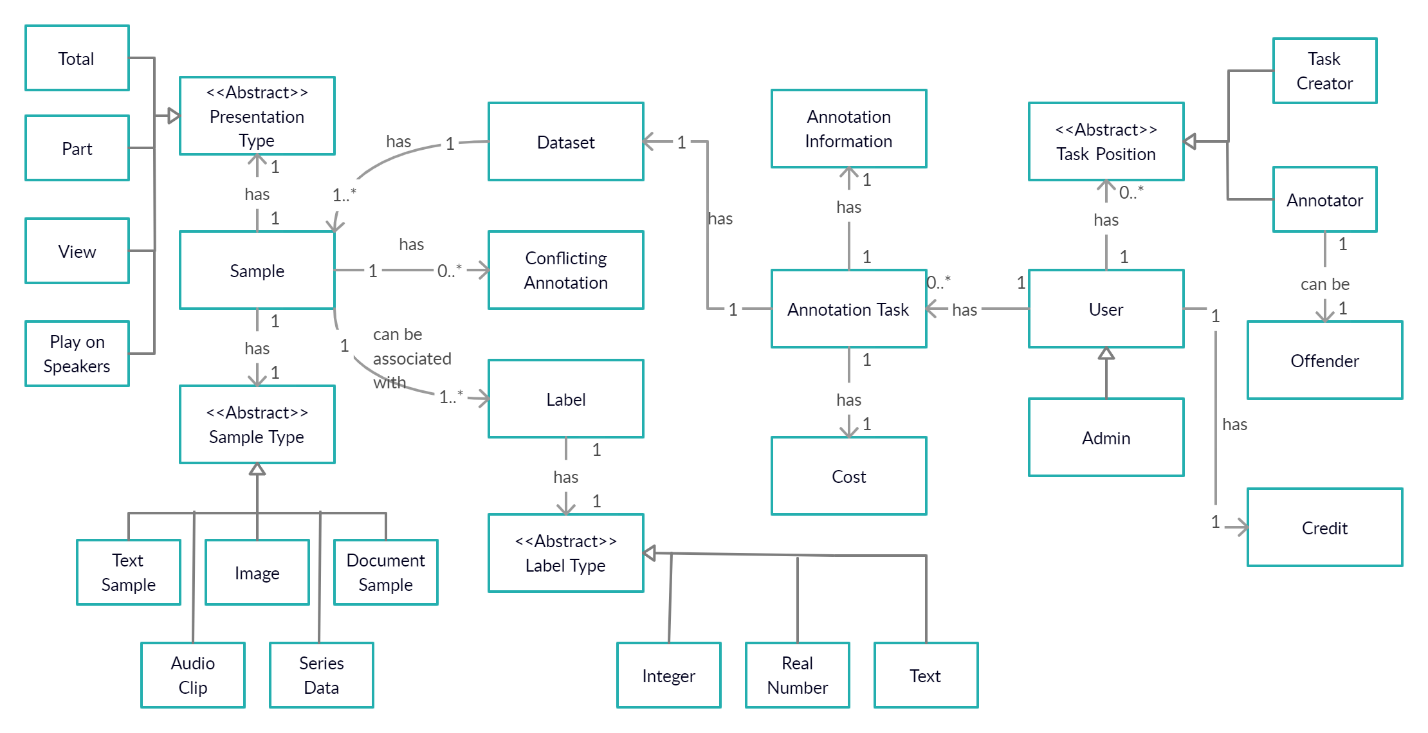 Total
Part
View
Play on
Speakers
<<Abstract>>
Presentation
Type
1
has
1
Sample
1
has
1
<<Abstract>>
Sample Type
Text
Sample
Image
Document
Sample
Audio
Clip
Series
Data
has
1
1..*
Dataset
has
1
0..*
Conflicting
Annotation
1
can be
associated
with
1..*
Label
1
has
1
<<Abstract>>
Label Type
Integer
Real
Number
Text
1
has
1
Annotation
Information
1
has
1
Annotation Task
1
has
1
Cost
0..*
has
1
User
Admin
<<Abstract>>
Task Position
0..*
has
1
Task
Creator
Annotator
1
can be
1
Offender
1
has
1
Credit